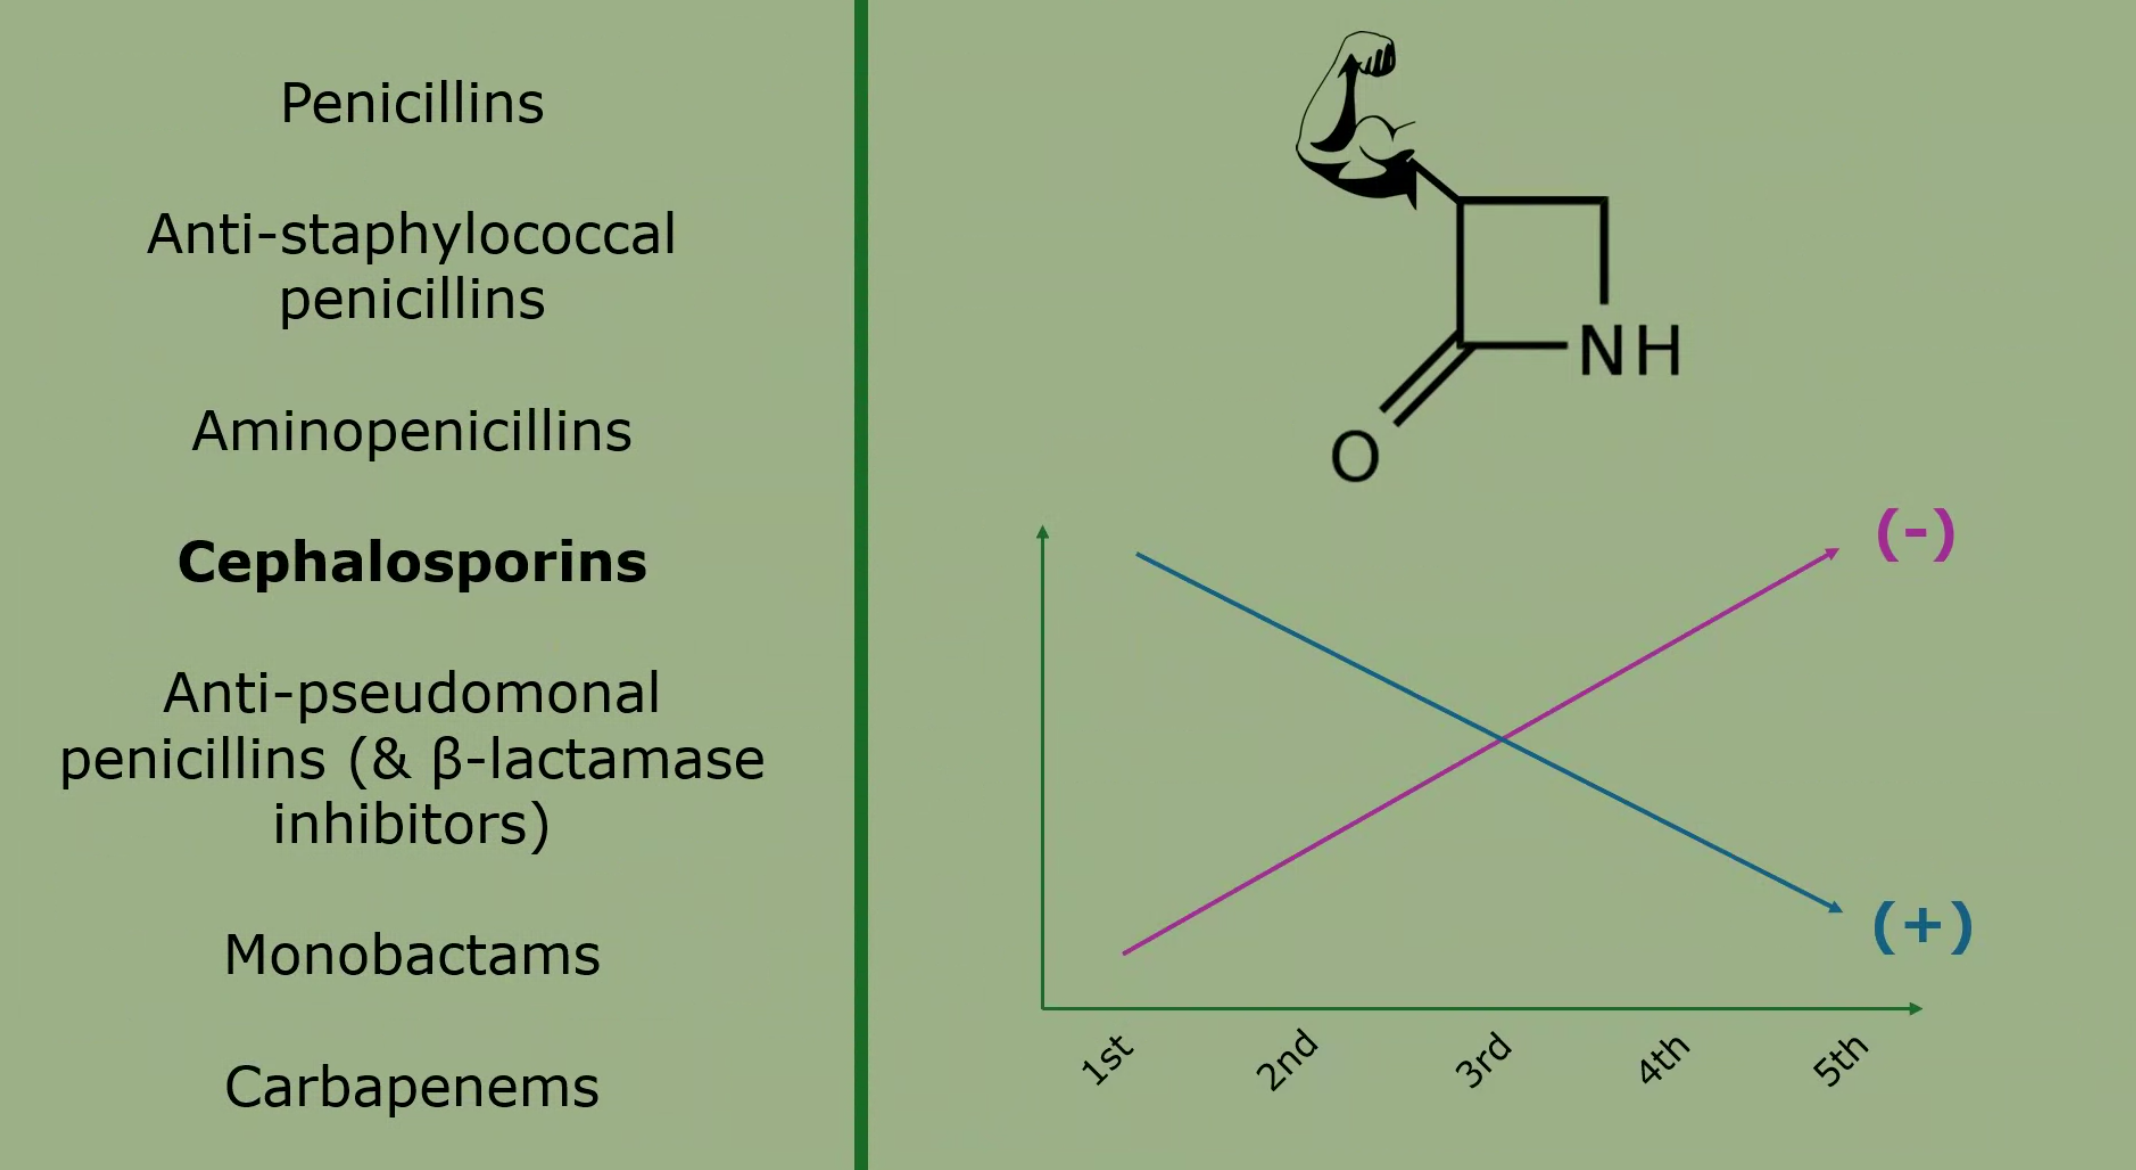 Penicillins
Anti-staphylococcal
penicillins
Aminopenicillins
Cephalosporins
Anti-pseudomonal
penicillins (& β-lactamase
inhibitors)
Monobactams
Carbapenems
NH
O
(-)
(+)
1st
2nd
3rd
4th
5th